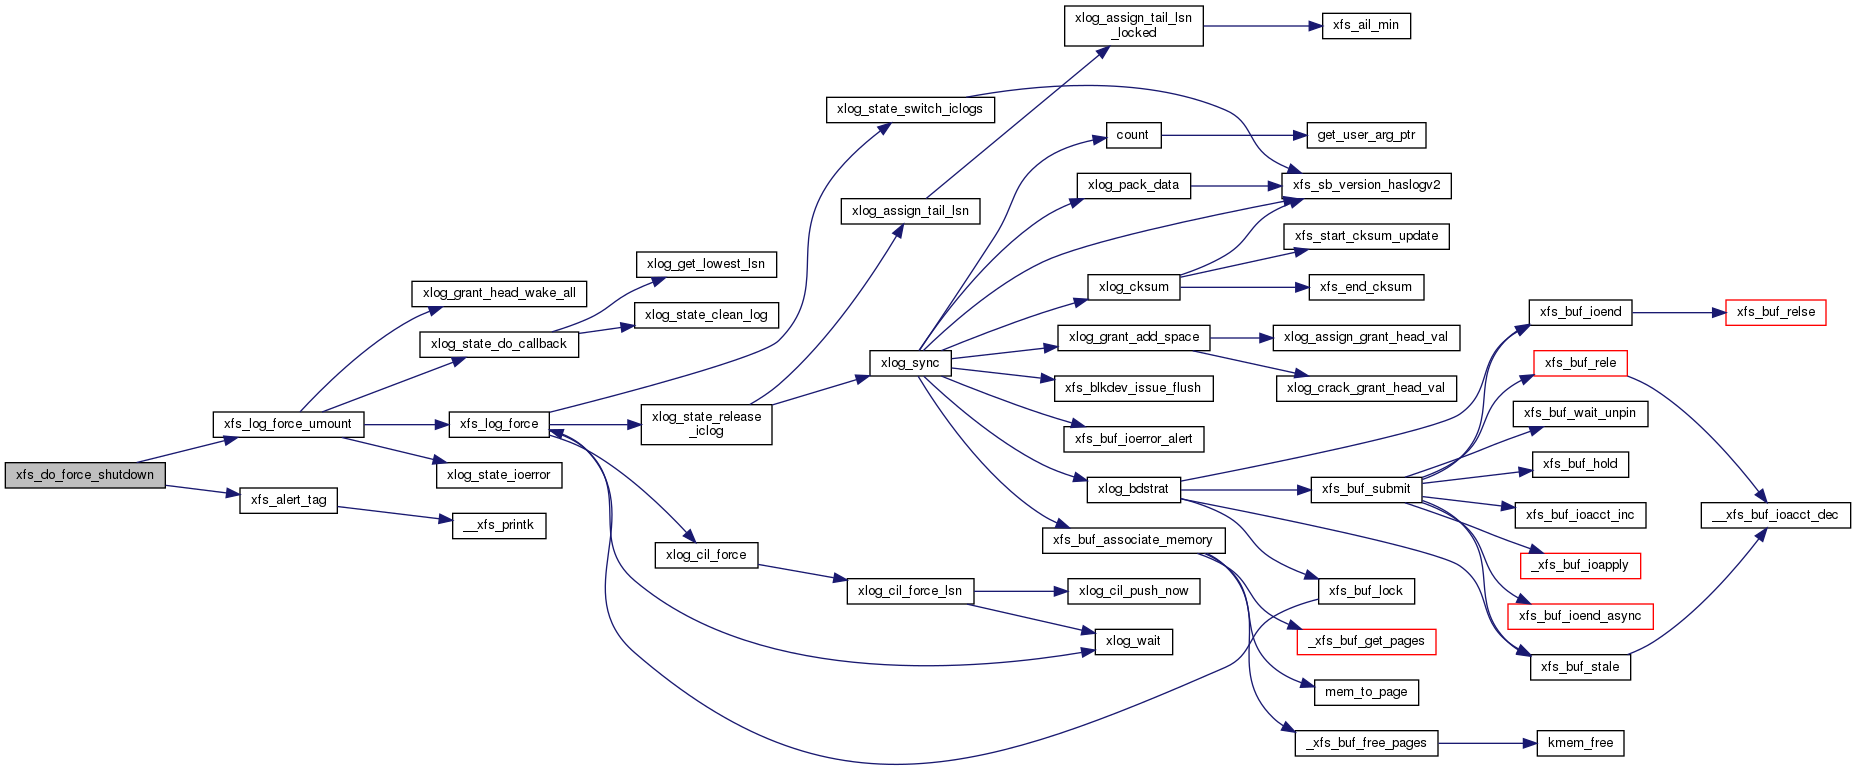 xlog_assign_tail_lsn
_locked
xfs_ail_min
xlog_state_switch_iclogs
count
get_user_arg_ptr
xlog_pack_data
xfs_sb_version_haslogv2
xlog_assign_tail_lsn
xfs_start_cksum_update
xlog_get_lowest_lsn
xlog_grant_head_wake_all
xlog_cksum
xfs_end_cksum
xlog_state_clean_log
xfs_buf_ioend
xfs_buf_relse
xlog_state_do_callback
xlog_grant_add_space
xlog_assign_grant_head_val
xlog_sync
xfs_buf_rele
xfs_blkdev_issue_flush
xlog_crack_grant_head_val
xfs_log_force_umount
xfs_log_force
xlog_state_release
_iclog
xfs_buf_wait_unpin
xfs_buf_ioerror_alert
xfs_do_force_shutdown
xlog_state_ioerror
xfs_buf_hold
xfs_alert_tag
xlog_bdstrat
xfs_buf_submit
xfs_buf_ioacct_inc
__xfs_buf_ioacct_dec
__xfs_printk
xfs_buf_associate_memory
xlog_cil_force
_xfs_buf_ioapply
xlog_cil_force_lsn
xlog_cil_push_now
xfs_buf_lock
xfs_buf_ioend_async
xlog_wait
_xfs_buf_get_pages
xfs_buf_stale
mem_to_page
_xfs_buf_free_pages
kmem_free